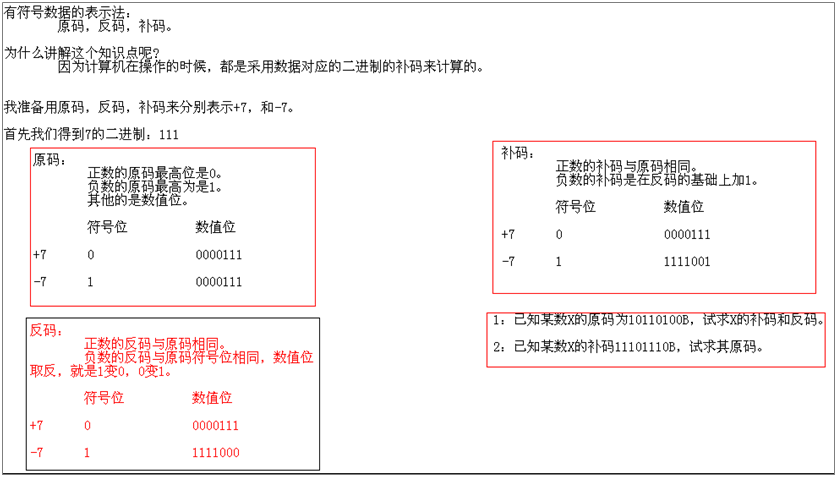 有符号数据的表示法：
原码，反码，补码。
为什么讲解这个知识点呢?
因为计算机在操作的时候，都是采用数据对应的二进制的补码来计算的。
我准备用原码，反码，补码来分别表示+7，和-7。
首先我们得到7的二进制：111
原码：
正数的原码最高位是0。
负数的原码最高为是1。
其他的是数值位。
符号位 数值位
+7 0 0000111
-7 1 0000111
反码：
正数的反码与原码相同。
负数的反码与原码符号位相同，数值位
取反，就是1变0，0变1。
符号位 数值位
+7 0 0000111
-7 1 1111000
补码：
正数的补码与原码相同。
负数的补码是在反码的基础上加1。
符号位 数值位
+7 0 0000111
-7 1 1111001
1：已知某数X的原码为10110100B，试求X的补码和反码。
2：已知某数X的补码11101110B，试求其原码。